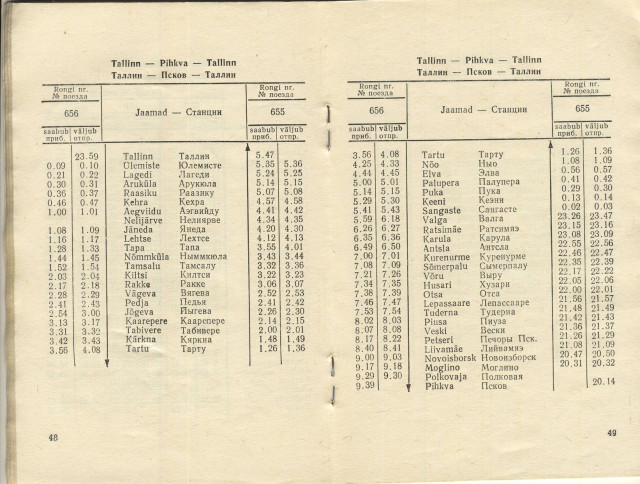 Tallinn — Pihkva — Tallinn
Таллин — Псков — Таллин
Rongi nr. Rongi nr.
№ поезда № поезда
656 Jaamad — Станции 655
saabub väljub saabub väljub
приб. отпр. приб. отпр.
23.59 Tallinn Таллин 5.47
0.09 0.10 Ülemiste Юлемисте 5.35 5.36
0.21 0.22 Lagedi Лагеди 5.24 5.25
0.30 0.31 Aruküla Арукюла 5.14 5.15
0.36 0.37 Raasiku Раазику 5.07 5.08
0.46 0.47 Kehra Кехра 4.57 4.58
1.00 1.01 Aegviidu Аэгвийду 4.41 4.42
Nelijärve Нелиярве 4.34 4.35
1.08 1.09 Jäneda Янеда 4.20 4.30
1.16 1.17 Lehtse Лехтсе 4.12 4.13
1.28 1.33 Tapa Тапа 3.55 4.01
1.44 1.45 Nõmmküla Ныммкюла 3.43 3.44
1.52 1.54 Tamsalu Тамсалу 3.32 3.36
2.03 2.04 Kiltsi Килтси 3.22 3.23
2.17 2.18 Rakke Ракке 3.06 3.07
2.28 2.29 Vägeva Вягева 2.52 2.53
2.41 2.43 Pedja Педья 2.42 2.43
2.54 3.00 Jõgeva Йыгева 2.26 2.30
3.13 3.17 Kaarepere Каарепере 2.14 2.15
3.31 3.32 Tabivere Табивере 2.00 2.01
3.42 3.43 Kärkna Кяркна 1.48 1.49
3.56 4.08 Tartu Тарту 1.26 1.36
48
Tallinn — Pihkva — Tallinn
Таллин — Псков — Таллин
Rongi nr. Rongi nr.
№ поезда № поезда
656 Jaamad — Станции 655
saabub väljub saabub väljub
приб. отпр. приб. отпр.
3.56 4.08 Tartu Тарту 1.26 1.36
4.25 4.33 Nõo Ныо 1.08 1.09
4.44 4.45 Elva Элва 0.56 0.57
5.00 5.01 Palupera Палупера 0.41 0.42
5.14 5.15 Puka Пука 0.29 0.30
5.29 5.30 Keeni Кеэни 0.13 0.14
5.41 5.43 Sangaste Сангасте 0.02 0.03
5.59 6.18 Valga Валга 23.26 23.47
6.26 6.27 Ratsimäe Ратсимяэ 23.15 23.16
6.35 6.36 Karula Карула 23.08 23.09
6.49 6.50 Antsla Антсла 22.55 22.56
7.00 7.01 Kurenurme Куренурме 22.46 22.47
7.08 7.09 Sõmerpalu Сымерпалу 22.35 22.39
7.21 7.26 Võru Выру 22.17 22.22
7.34 7.35 Husari Хузари 22.05 22.06
7.38 7.39 Otsa Отса 22.00 22.01
7.46 7.47 Lepassaare Лепассааре 21.56 21.57
7.53 7.54 Tuderna Тудерна 21.48 21.49
8.02 8.03 Piusa Пиуза 21.42 21.43
8.07 8.08 Veski Вески 21.36 21.37
8.17 8.22 Petseri Печоры Пск. 21.26 21.29
8.40 8.41 Liivamäe Лийвамяэ 21.08 21.09
9.00 9.03 Novoisborsk Новоизборск 20.47 20.50
9.17 9.18 Moglino Моглино 20.31 20.32
9.29 9.30 Polkovaja Полковая
9.39 Pihkva Псков 20.14
49